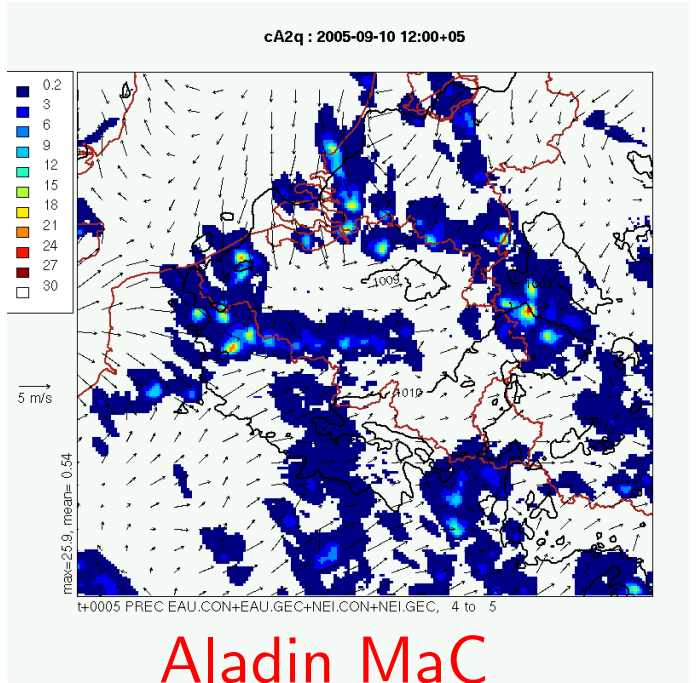 cA2q : 2005-09-10 12:00+05
0.2
3
6
9
12
15
18
21
24
27
30
5 m/s
max=25.9, mean= 0.54
1009
1010
t+0005 PREC EAU.CON+EAU.GEC+NEI.CON+NEI.GEC, 4 to 5
Aladin MaC